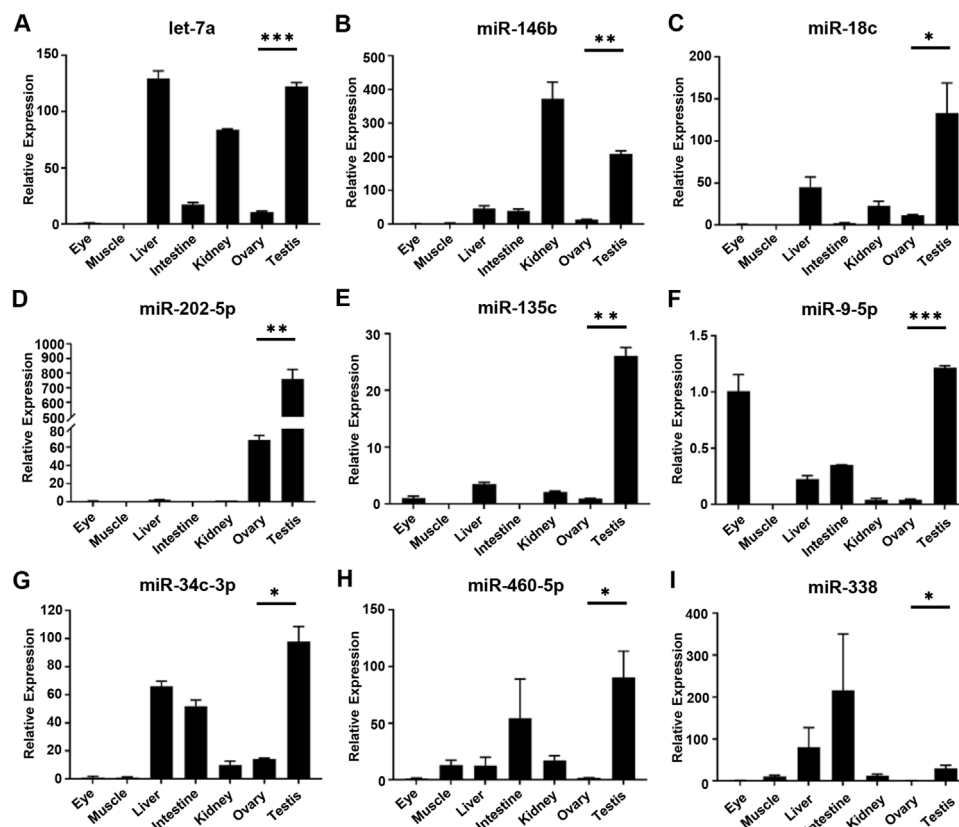 A
let-7a
***
Relative Expression
150
100
50
0
Eye
Muscle
Liver
Intestine
Kidney
Ovary
Testis
B
miR-146b
**
Relative Expression
500
400
300
200
100
0
Eye
Muscle
Liver
Intestine
Kidney
Ovary
Testis
C
miR-18c
*
Relative Expression
200
150
100
50
0
Eye
Muscle
Liver
Intestine
Kidney
Ovary
Testis
D
miR-202-5p
**
Relative Expression
1000
900
800
700
600
500
80
60
40
20
0
Eye
Muscle
Liver
Intestine
Kidney
Ovary
Testis
E
miR-135c
**
Relative Expression
30
20
10
0
Eye
Muscle
Liver
Intestine
Kidney
Ovary
Testis
F
miR-9-5p
***
Relative Expression
1.5
1.0
0.5
0
Eye
Muscle
Liver
Intestine
Kidney
Ovary
Testis
G
miR-34c-3p
*
Relative Expression
120
100
80
60
40
20
0
Eye
Muscle
Liver
Intestine
Kidney
Ovary
Testis
H
miR-460-5p
*
Relative Expression
150
100
50
0
Eye
Muscle
Liver
Intestine
Kidney
Ovary
Testis
I
miR-338
*
Relative Expression
400
300
200
100
0
Eye
Muscle
Liver
Intestine
Kidney
Ovary
Testis